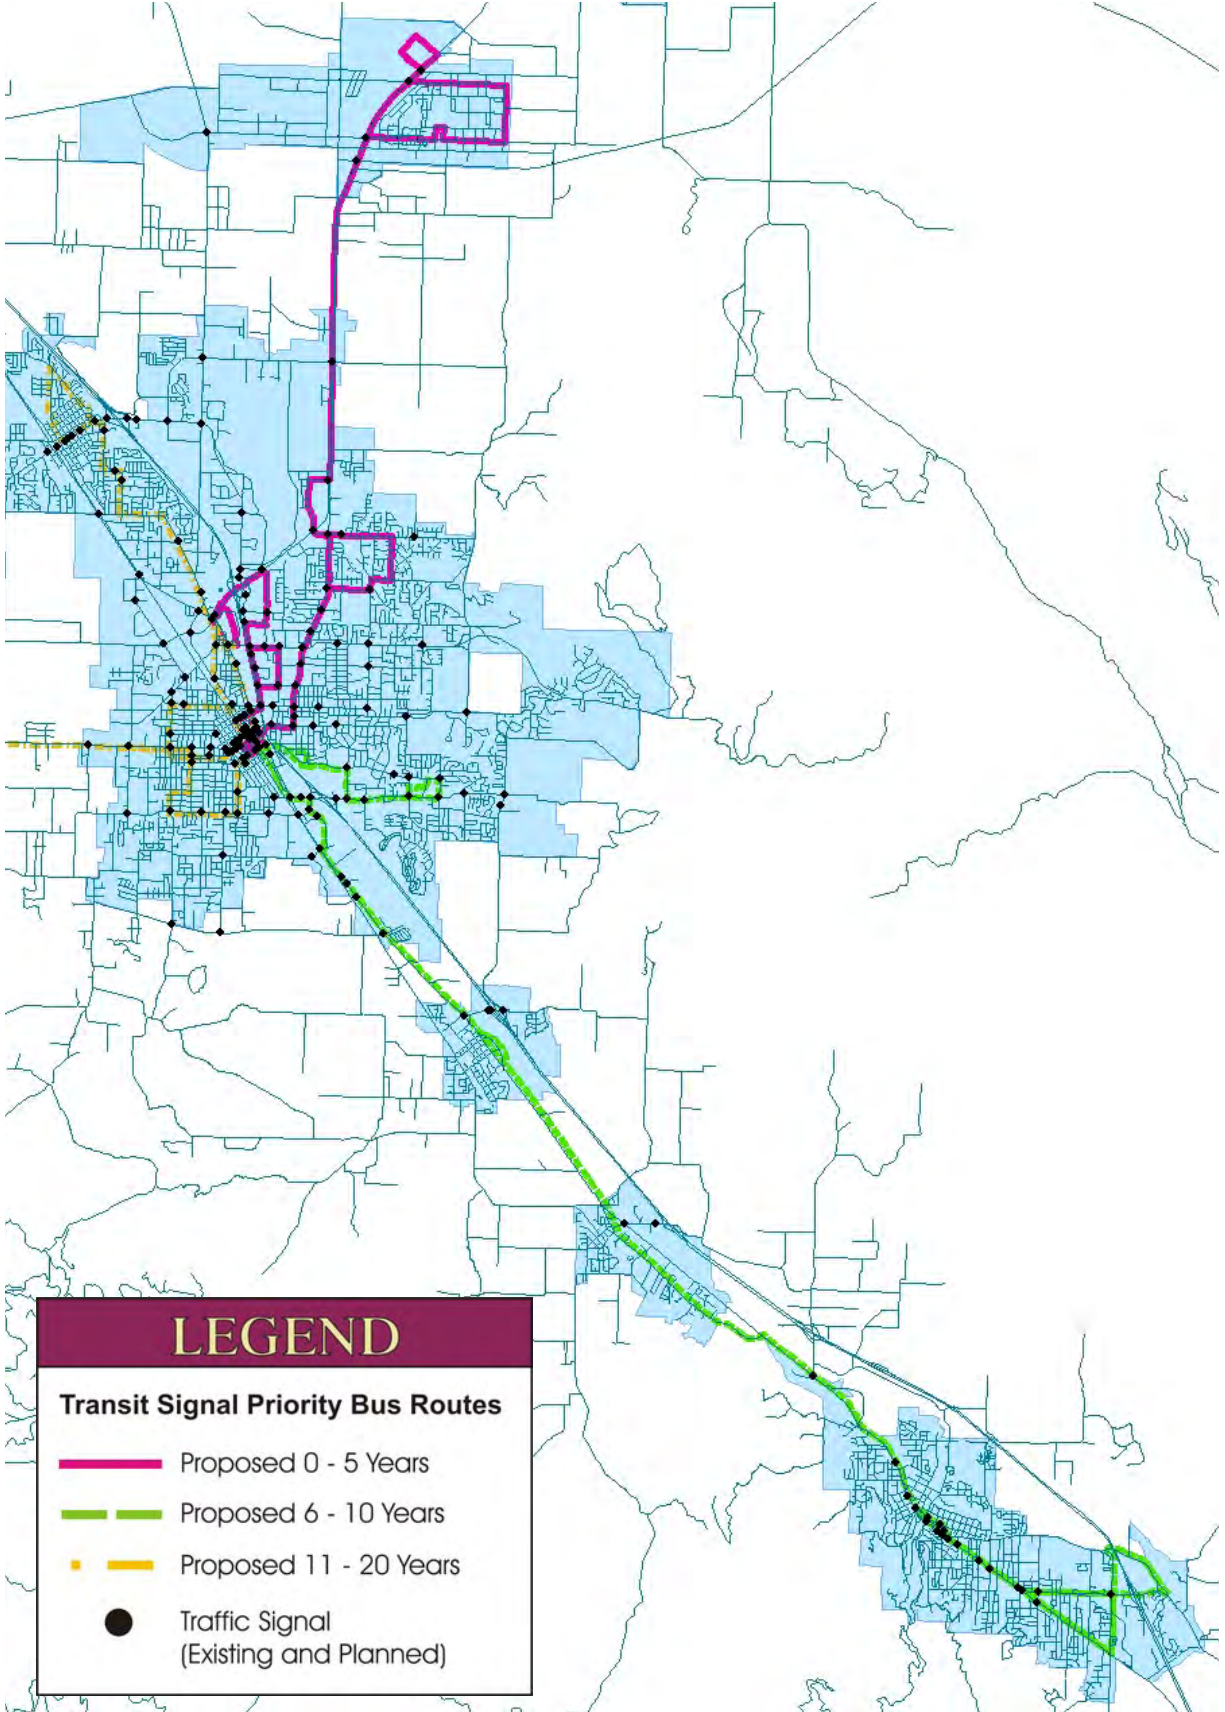 LEGEND
Transit Signal Priority Bus Routes
Proposed 0 - 5 Years
Proposed 6 - 10 Years
Proposed 11 - 20 Years
Traffic Signal
(Existing and Planned)